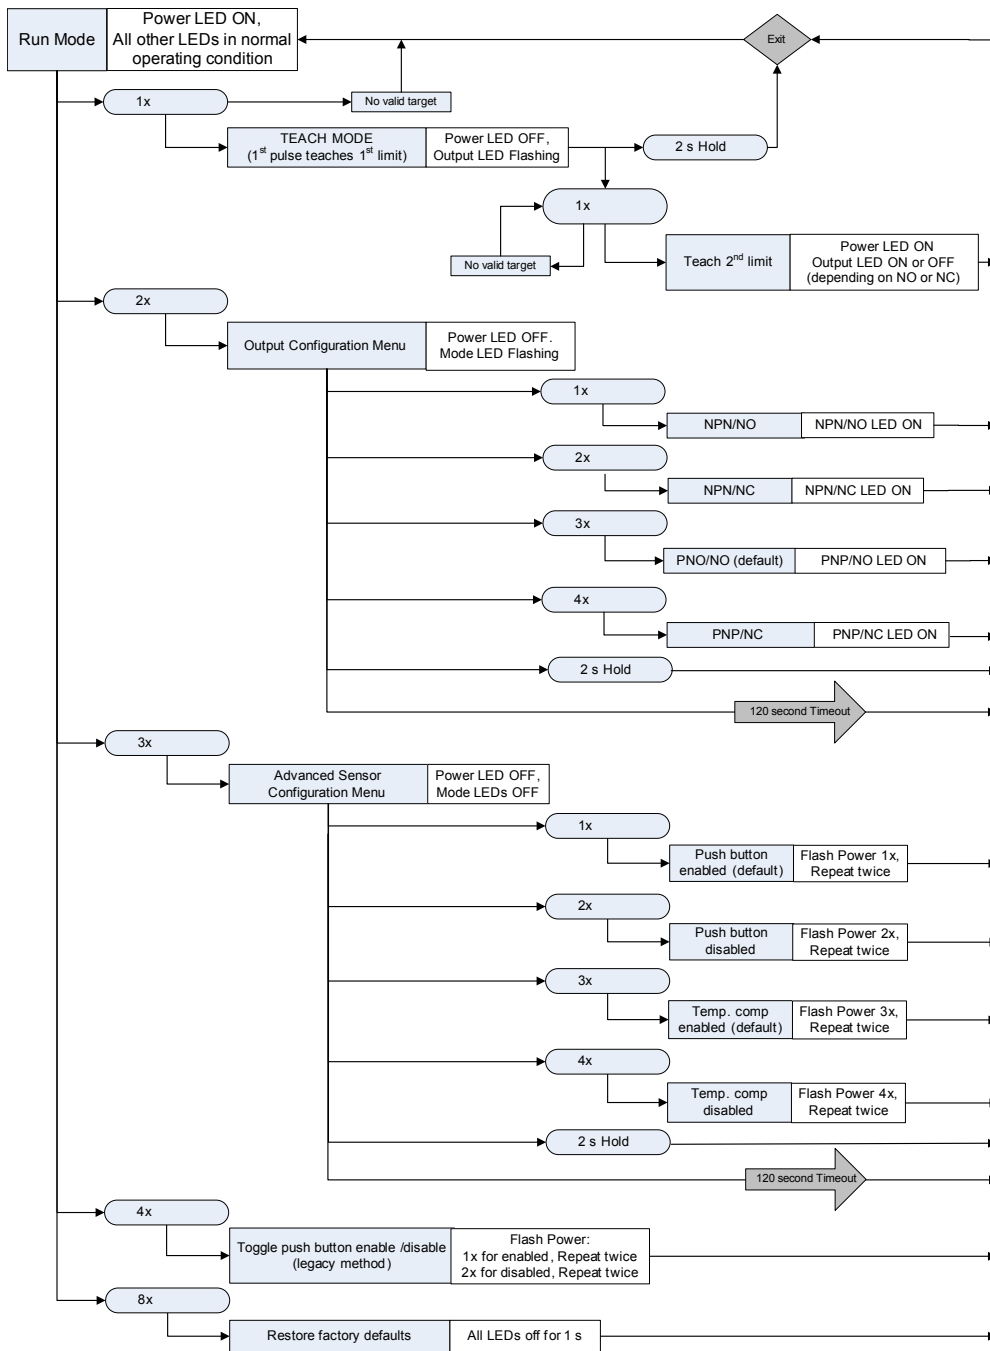 Run Mode
Power LED ON,
All other LEDs in normal
operating condition
Exit
1x
No valid target
TEACH MODE
(1st pulse teaches 1st limit)
Power LED OFF,
Output LED Flashing
2 s Hold
1x
No valid target
Teach 2nd limit
Power LED ON
Output LED ON or OFF
(depending on NO or NC)
2x
Output Configuration Menu
Power LED OFF.
Mode LED Flashing
1x
NPN/NO
NPN/NO LED ON
2x
NPN/NC
NPN/NC LED ON
3x
PNO/NO (default)
PNP/NO LED ON
4x
PNP/NC
PNP/NC LED ON
2 s Hold
120 second Timeout
3x
Advanced Sensor
Configuration Menu
Power LED OFF,
Mode LEDs OFF
1x
Push button
enabled (default)
Flash Power 1x,
Repeat twice
2x
Push button
disabled
Flash Power 2x,
Repeat twice
3x
Temp. comp
enabled (default)
Flash Power 3x,
Repeat twice
4x
Temp. comp
disabled
Flash Power 4x,
Repeat twice
2 s Hold
120 second Timeout
4x
Toggle push button enable /disable
(legacy method)
Flash Power:
1x for enabled, Repeat twice
2x for disabled, Repeat twice
8x
Restore factory defaults
All LEDs off for 1 s